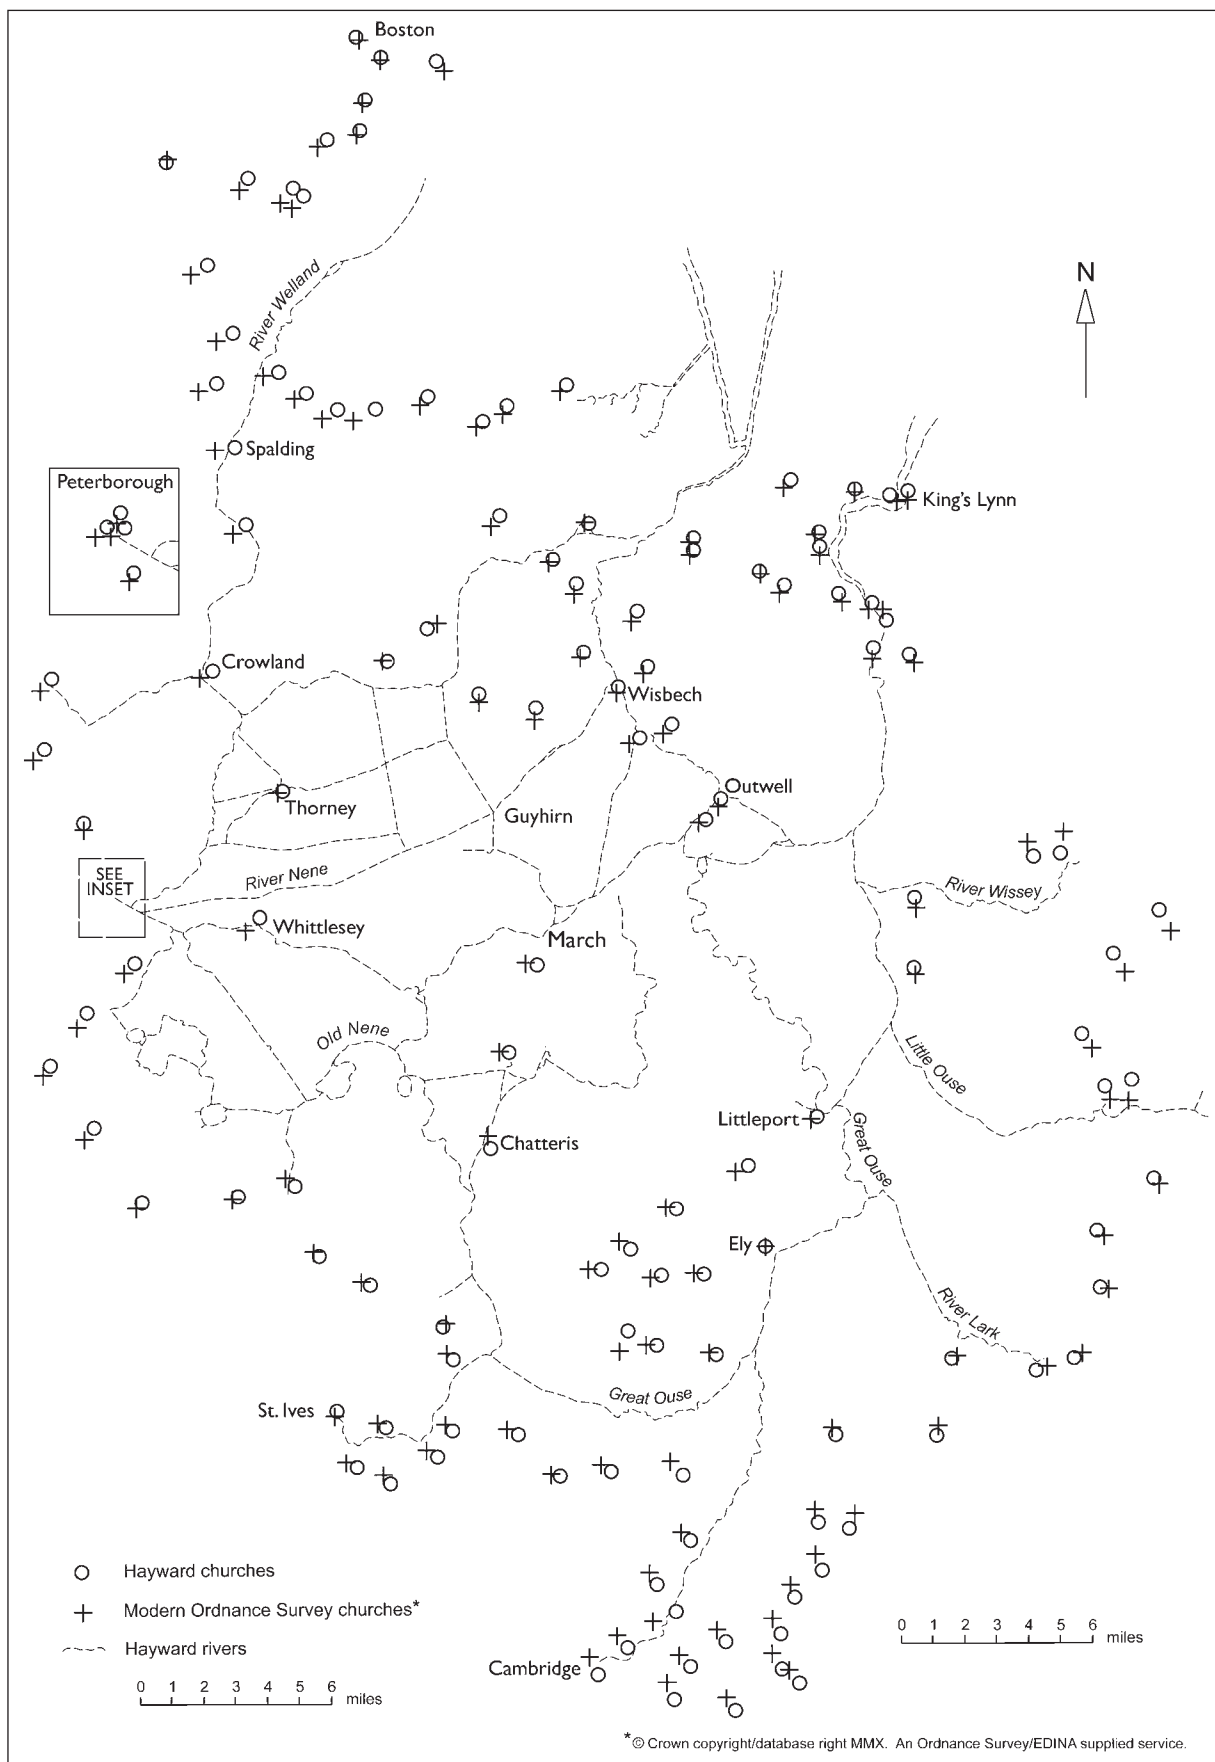 Boston
N
River Welland
Spalding
King's Lynn
Peterborough
Crowland
Wisbech
Outwell
Thorney
Guyhirn
SEE
INSET
River Nene
River Wissey
Whittlesey
March
Old Nene
Little Ouse
Littleport
Great Ouse
Chatteris
Ely
River Lark
Great Ouse
St. Ives
Hayward churches
Modern Ordnance Survey churches*
Hayward rivers
0 1 2 3 4 5 6 miles
0 1 2 3 4 5 6 miles
Cambridge
*© Crown copyright/database right MMX. An Ordnance Survey/EDINA supplied service.